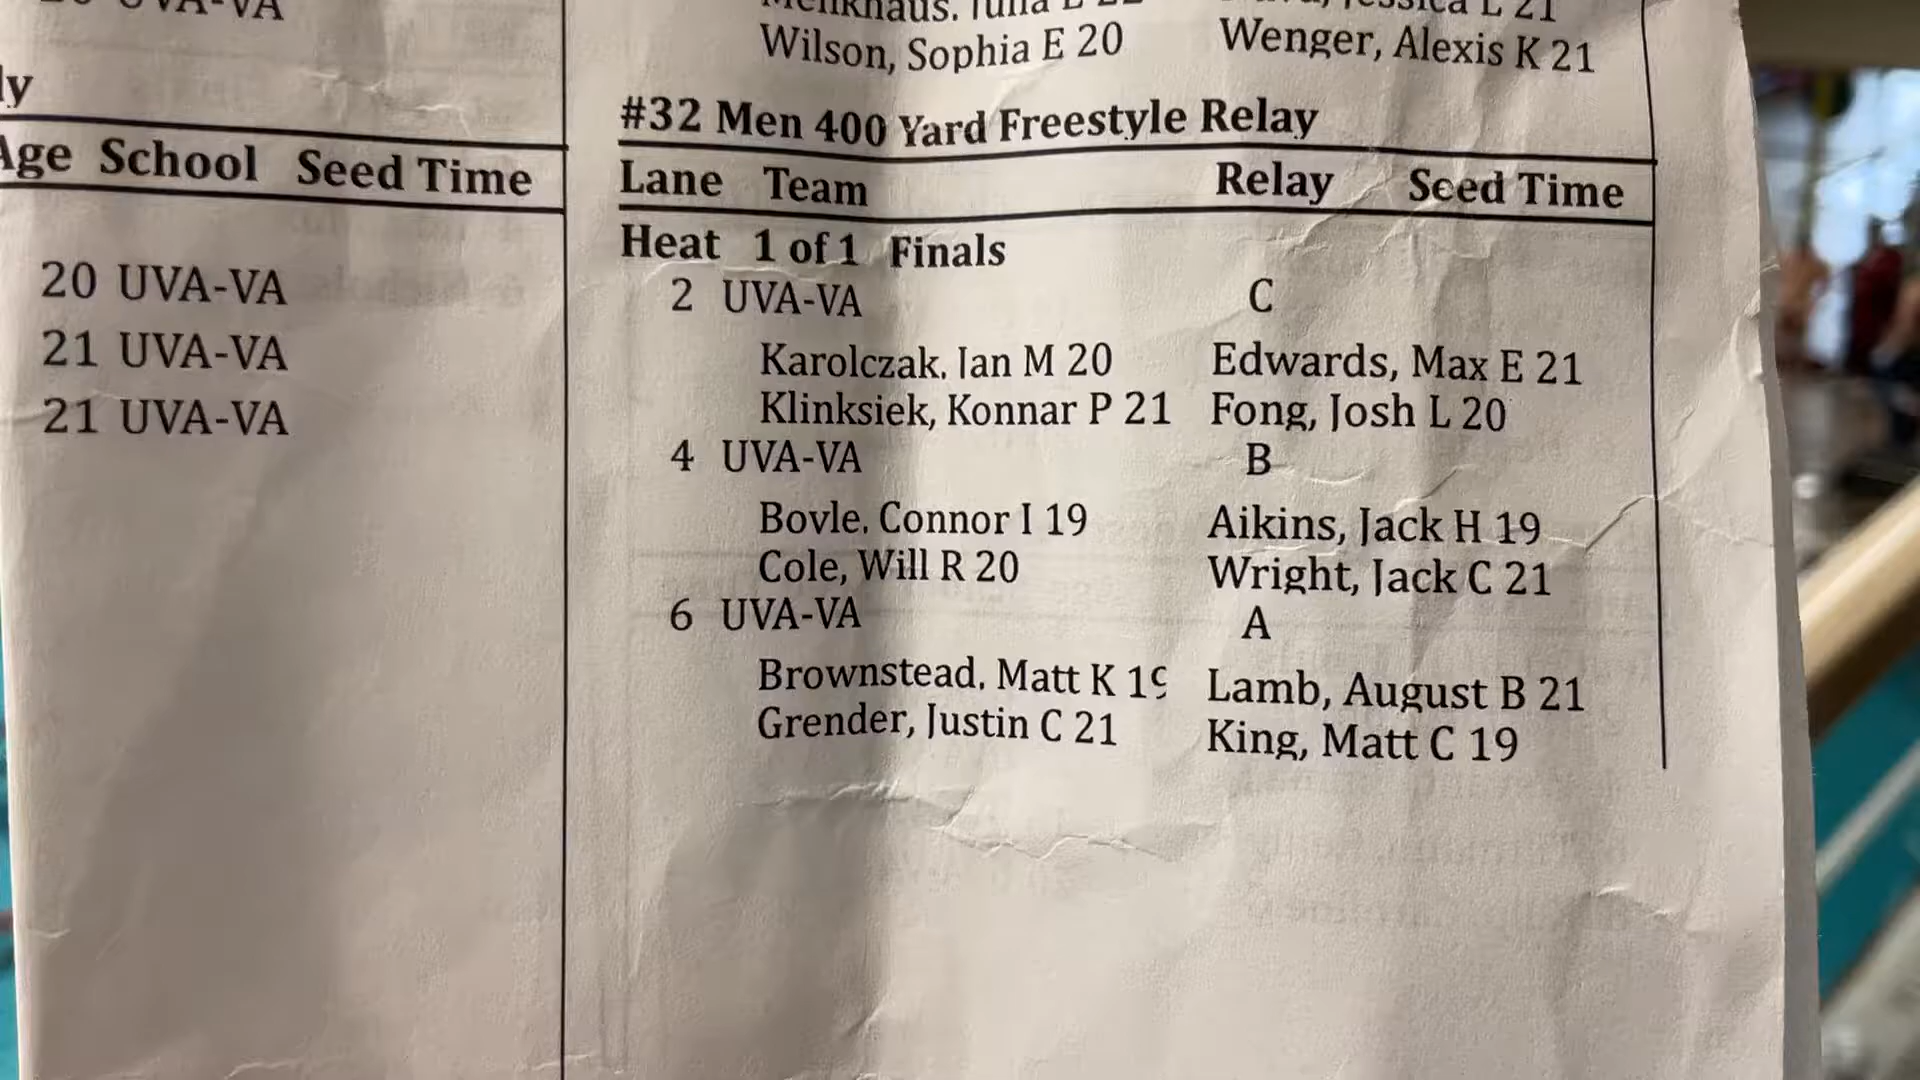 UVA-VA
ly
Age School Seed Time
20 UVA-VA
21 UVA-VA
21 UVA-VA
L 21
Wilson, Sophia E 20 Wenger, Alexis K 21
#32 Men 400 Yard Freestyle Relay
Lane Team Relay Seed Time
Heat 1 of 1 Finals
2 UVA-VA C
Karolczak, Ian M 20 Edwards, Max E 21
Klinksiek, Konnar P 21 Fong, Josh L 20
4 UVA-VA B
Boyle, Connor I 19 Aikins, Jack H 19
Cole, Will R 20 Wright, Jack C 21
6 UVA-VA A
Brownstead, Matt K 19 Lamb, August B 21
Grender, Justin C 21 King, Matt C 19